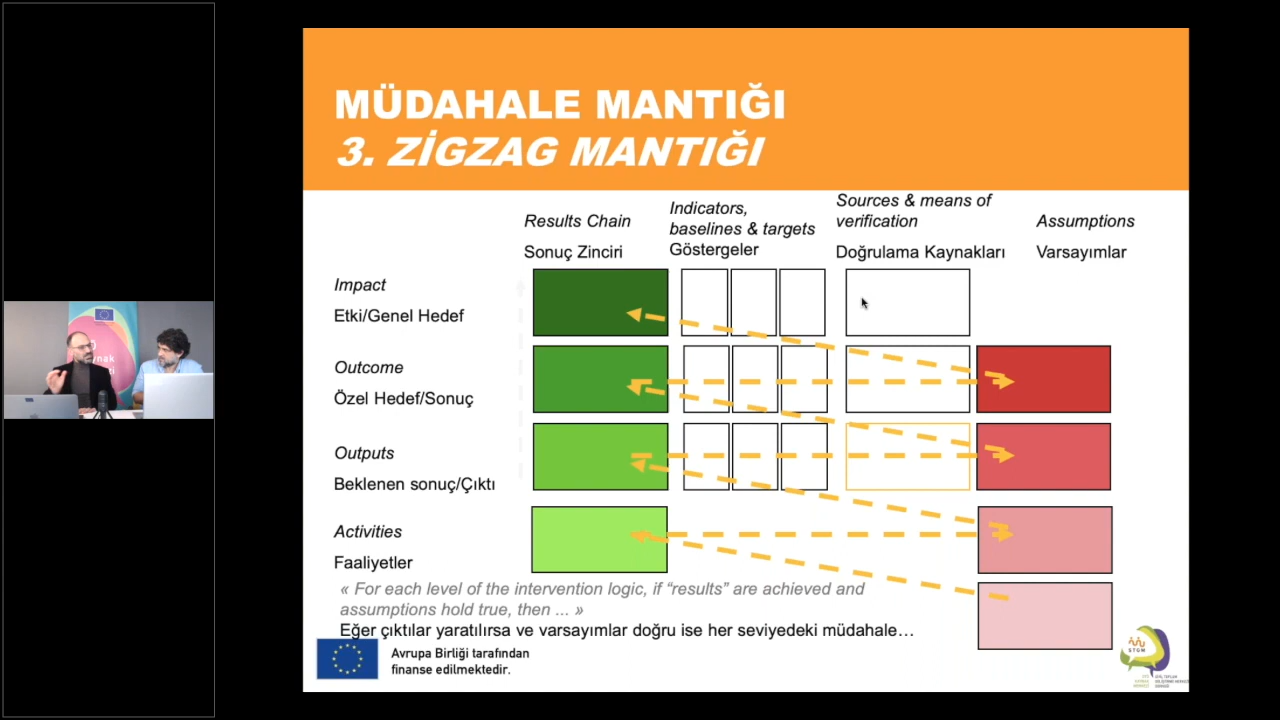 MÜDAHALE MANTIĞI
3. ZİGZAG MANTIĞI
Results Chain
Sonuç Zinciri
Indicators,
baselines & targets
Göstergeler
Sources & means of
verification
Doğrulama Kaynakları
Assumptions
Varsayımlar
Impact
Etki/Genel Hedef
Outcome
Özel Hedef/Sonuç
Outputs
Beklenen sonuç/Çıktı
Activities
Faaliyetler
« For each level of the intervention logic, if “results” are achieved and
assumptions hold true, then ... »
Eğer çıktılar yaratılırsa ve varsayımlar doğru ise her seviyedeki müdahale…
Avrupa Birliği tarafından
finanse edilmektedir.
STGM